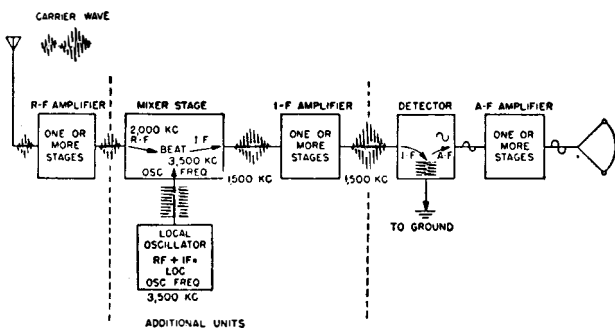 CARRIER WAVE
R-F AMPLIFIER
ONE OR
MORE
STAGES
MIXER STAGE
2,000 KC
R-F
I F
BEAT
3,500 KC
OSC FREQ
LOCAL
OSCILLATOR
RF + IF=
LOC
OSC FREQ
3,500 KC
1,500 KC
I-F AMPLIFIER
ONE OR
MORE
STAGES
1,500 KC
DETECTOR
I-F
A-F
TO GROUND
A-F AMPLIFIER
ONE OR
MORE
STAGES
ADDITIONAL UNITS